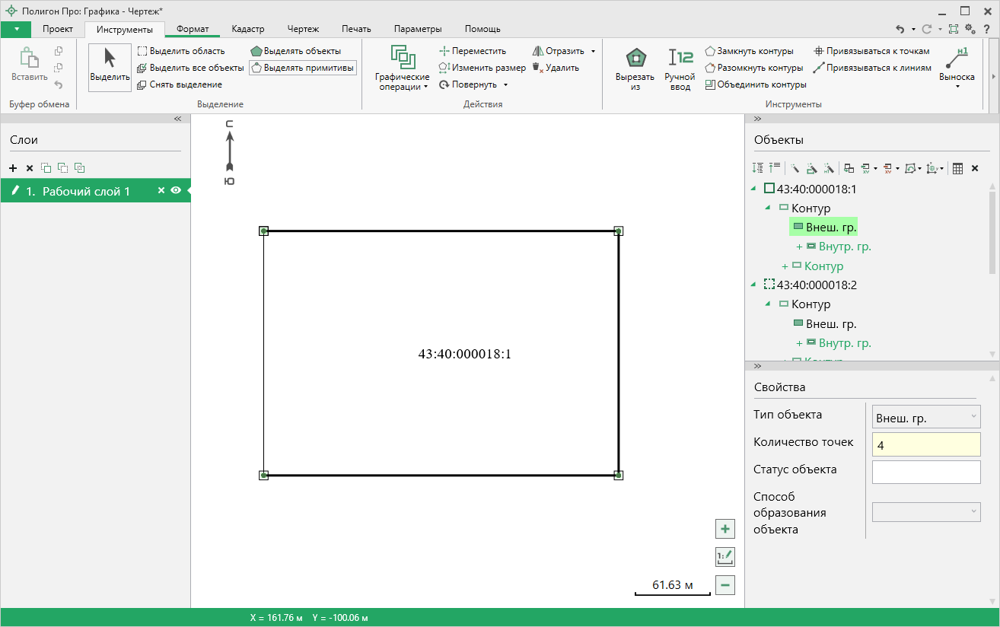 Полигон Про: Графика - Чертеж*
Проект Инструменты Формат Кадастр Чертеж Печать Параметры Помощь
Вставить
Буфер обмена
Выделить
Выделить область
Выделить все объекты
Снять выделение
Выделять объекты
Выделять примитивы
Выделение
Графические операции
Переместить
Изменить размер
Повернуть
Отразить
Удалить
Действия
Вырезать из
Ручной ввод
Замкнуть контуры
Разомкнуть контуры
Объединить контуры
Привязываться к точкам
Привязываться к линиям
н1
Выноска
Инструменты
Слои
1. Рабочий слой 1
С
Ю
43:40:000018:1
61.63 м
Объекты
43:40:000018:1
Контур
Внеш. гр.
+ Внутр. гр.
+ Контур
43:40:000018:2
Контур
Внеш. гр.
+ Внутр. гр.
Контур
Свойства
Тип объекта Внеш. гр.
Количество точек 4
Статус объекта
Способ
образования
объекта
X = 161.76 м Y = -100.06 м